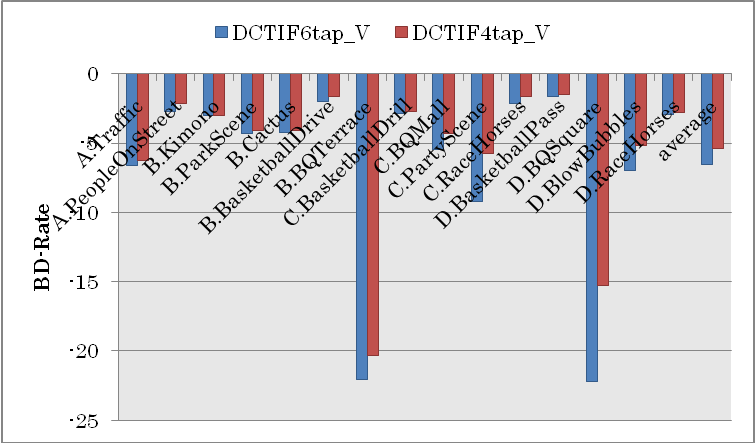 DCTIF6tap_V DCTIF4tap_V
0
-5
-10
-15
-20
-25
BD-Rate
A.Traffic
A.PeopleOnStreet
B.Kimono
B.ParkScene
B.Cactus
B.BasketballDrive
B.BQTerrace
C.BasketballDrill
C.BQMall
C.PartyScene
C.RaceHorses
D.BasketballPass
D.BQSquare
D.BlowBubbles
D.RaceHorses
average